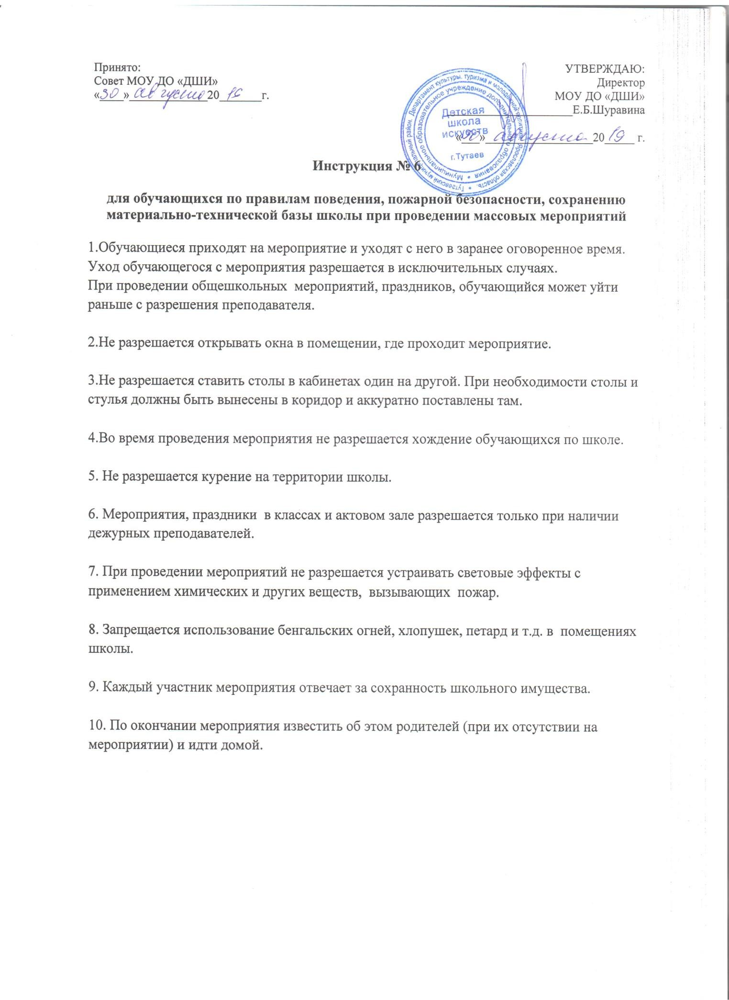 Принято:
Совет МОУ ДО «ДШИ»
«30» августа 2016 г.
УТВЕРЖДАЮ:
Директор
МОУ ДО «ДШИ»
Е.Б.Шуравина
«30» августа 2019 г.
Тутаевский муниципальный район. Департамент культуры, туризма и молодёжной политики Ярославская область.
Муниципальное образовательное учреждение дополнительного образования
Детская
школа
искусств
г.Тутаев
Инструкция № 6
для обучающихся по правилам поведения, пожарной безопасности, сохранению
материально-технической базы школы при проведении массовых мероприятий
1.Обучающиеся приходят на мероприятие и уходят с него в заранее оговоренное время.
Уход обучающегося с мероприятия разрешается в исключительных случаях.
При проведении общешкольных мероприятий, праздников, обучающийся может уйти
раньше с разрешения преподавателя.
2.Не разрешается открывать окна в помещении, где проходит мероприятие.
3.Не разрешается ставить столы в кабинетах один на другой. При необходимости столы и
стулья должны быть вынесены в коридор и аккуратно поставлены там.
4.Во время проведения мероприятия не разрешается хождение обучающихся по школе.
5. Не разрешается курение на территории школы.
6. Мероприятия, праздники в классах и актовом зале разрешается только при наличии
дежурных преподавателей.
7. При проведении мероприятий не разрешается устраивать световые эффекты с
применением химических и других веществ, вызывающих пожар.
8. Запрещается использование бенгальских огней, хлопушек, петард и т.д. в помещениях
школы.
9. Каждый участник мероприятия отвечает за сохранность школьного имущества.
10. По окончании мероприятия известить об этом родителей (при их отсутствии на
мероприятии) и идти домой.